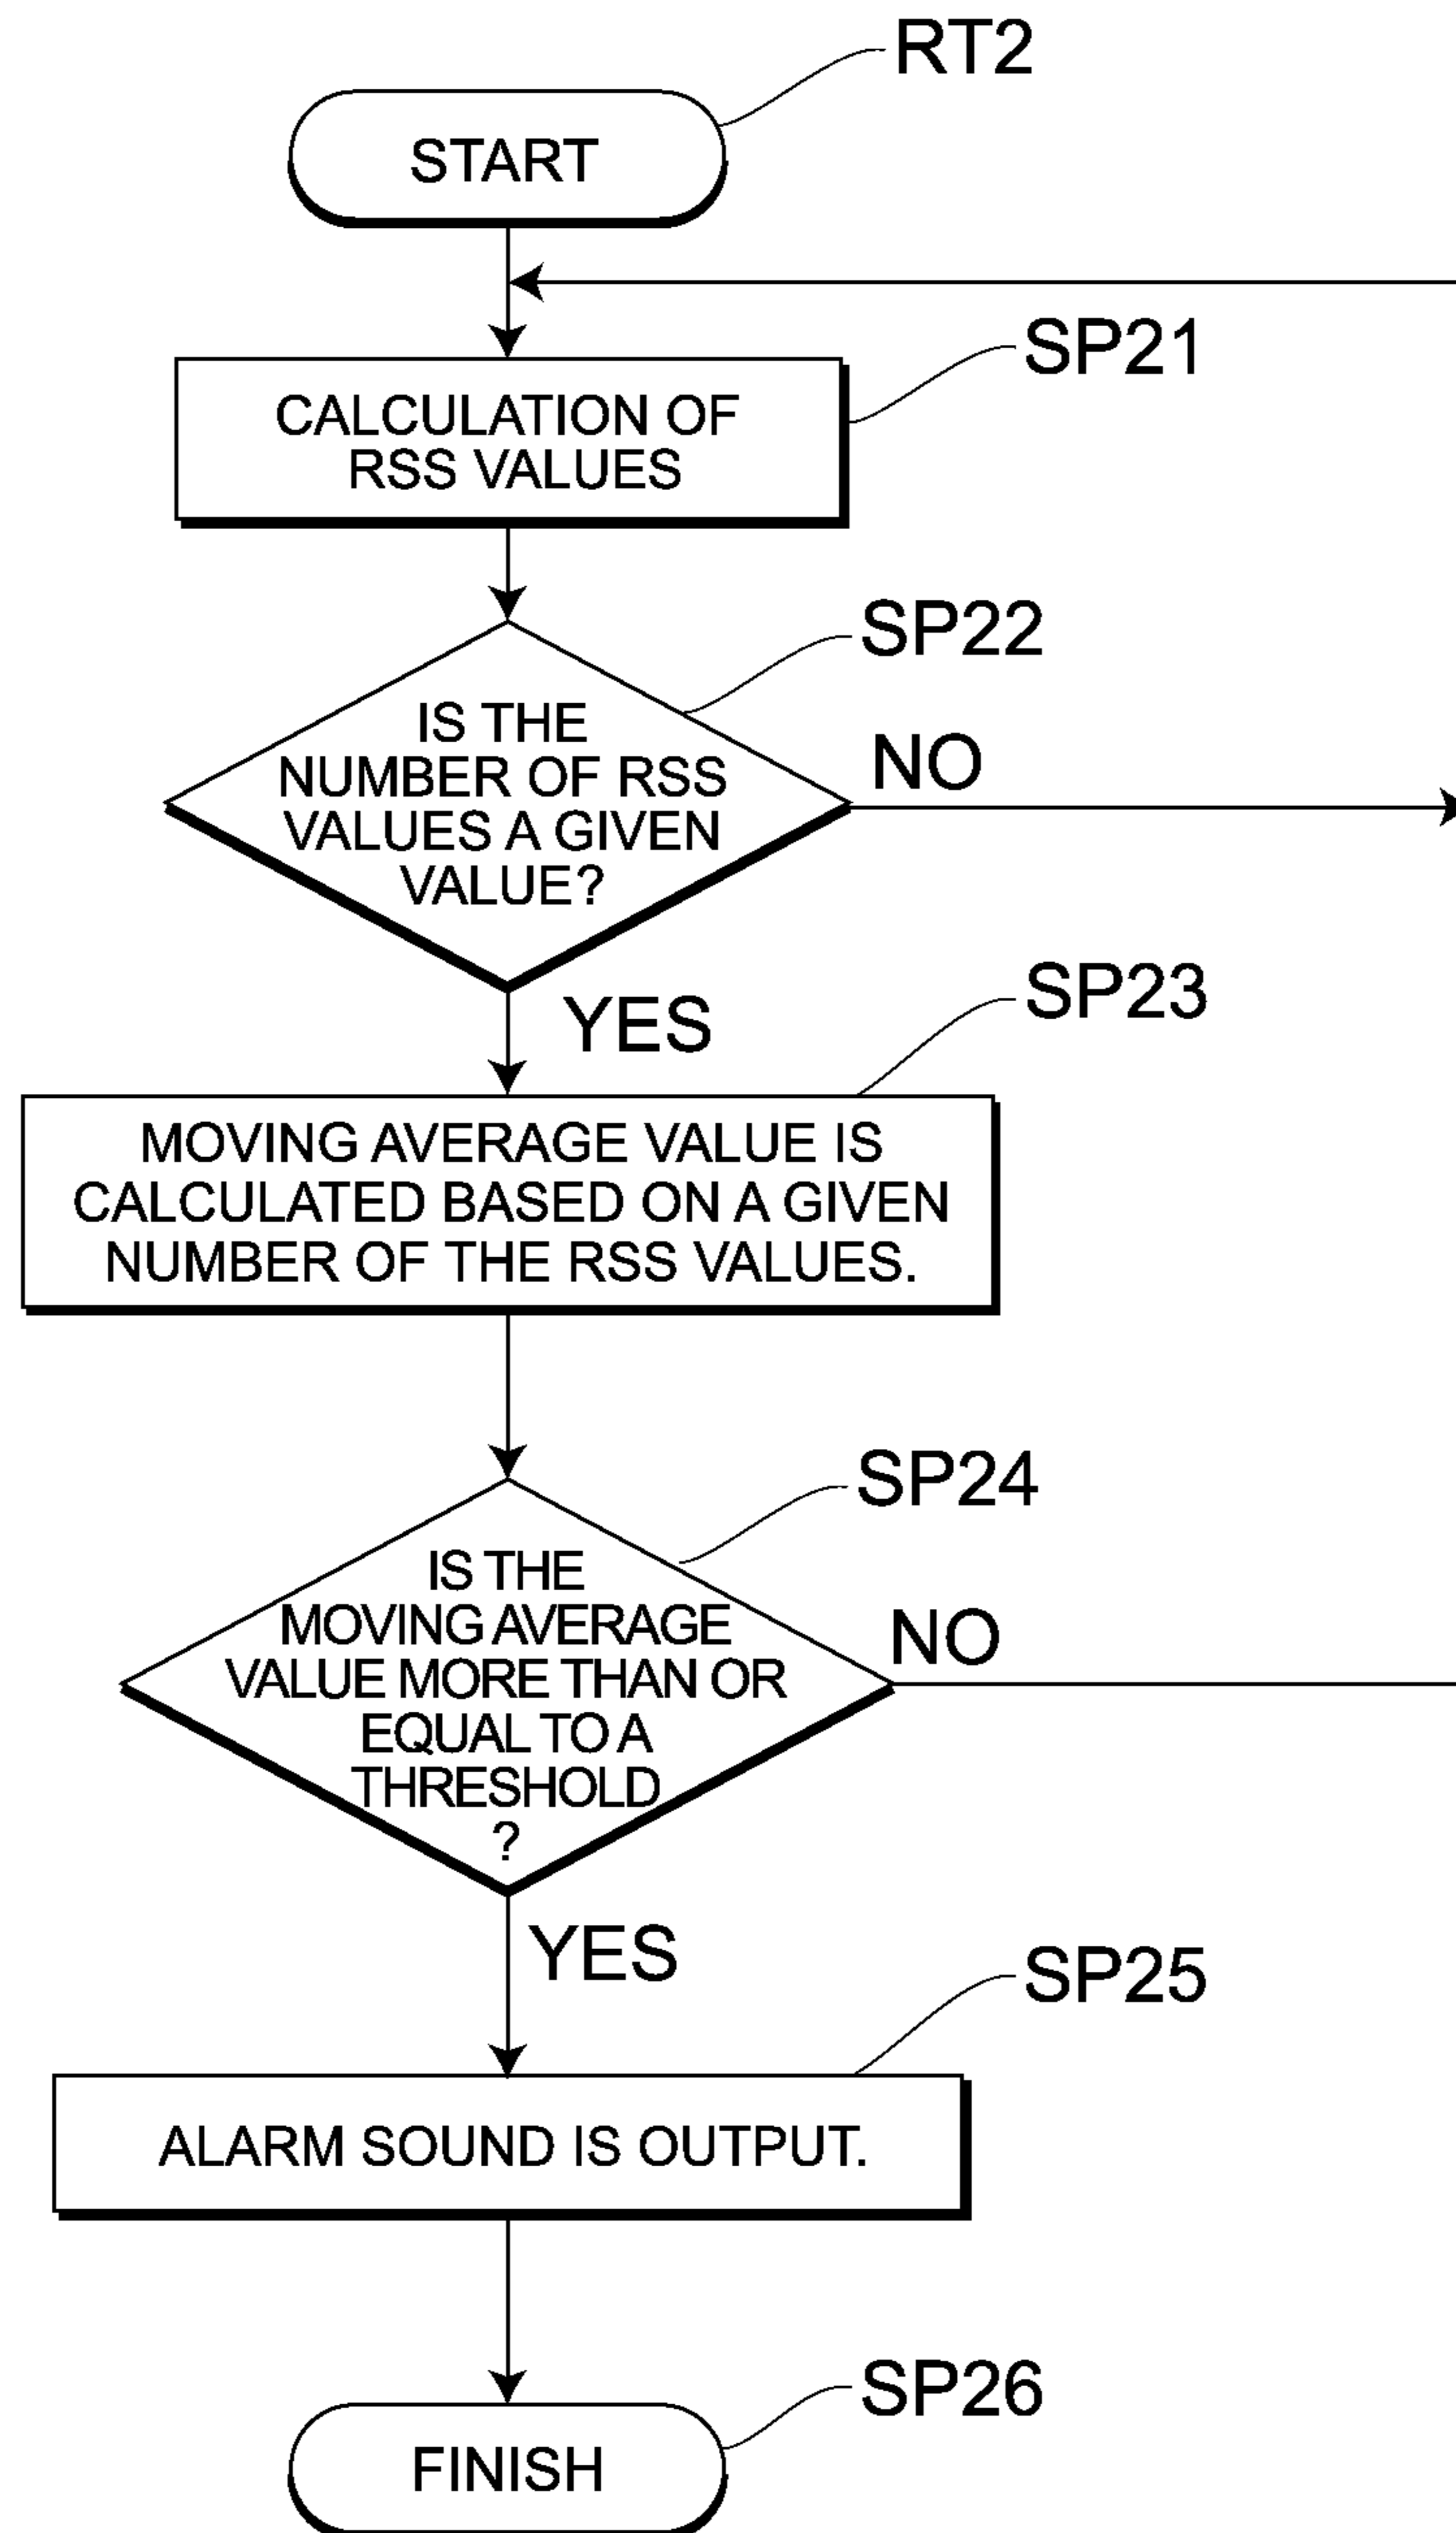 RT2
START
SP21
CALCULATION OF
RSS VALUES
SP22
IS THE
NUMBER OF RSS
VALUES A GIVEN
VALUE?
NO
YES
SP23
MOVING AVERAGE VALUE IS
CALCULATED BASED ON A GIVEN
NUMBER OF THE RSS VALUES.
SP24
IS THE
MOVING AVERAGE
VALUE MORE THAN OR
EQUAL TO A
THRESHOLD
?
NO
YES
SP25
ALARM SOUND IS OUTPUT.
SP26
FINISH